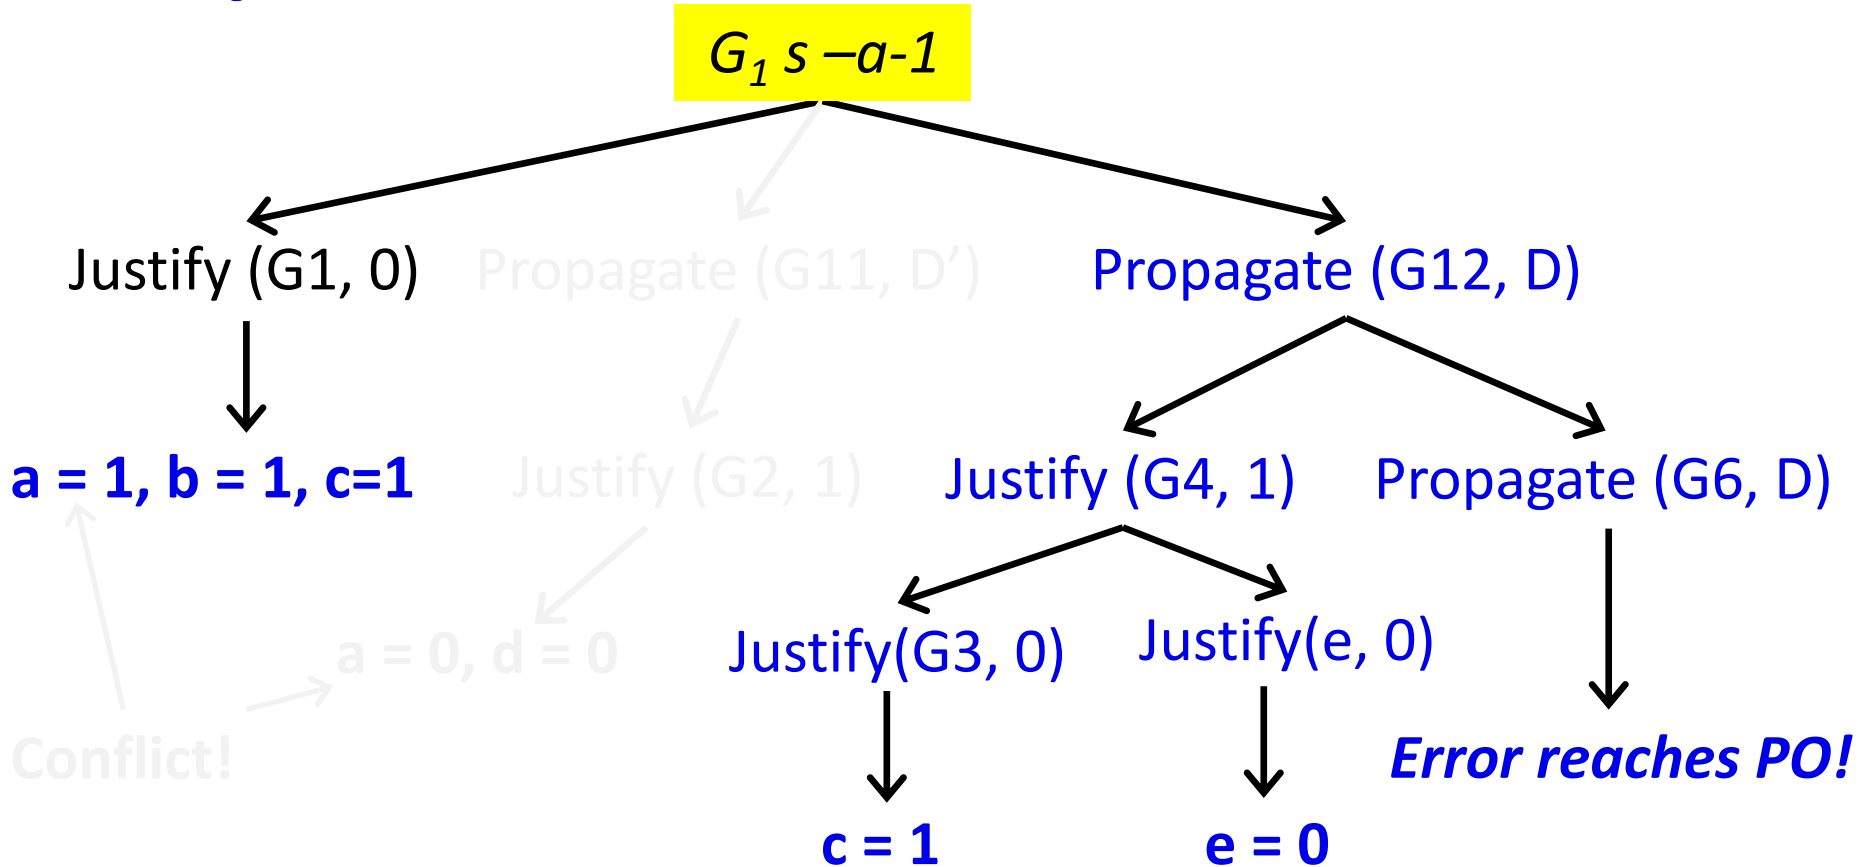 G₁ s –a-1
Justify (G1, 0)
Propagate (G11, D’)
Propagate (G12, D)
a = 1, b = 1, c=1
Justify (G2, 1)
Justify (G4, 1)
Propagate (G6, D)
a = 0, d = 0
Justify(G3, 0)
Justify(e, 0)
Conflict!
Error reaches PO!
c = 1
e = 0